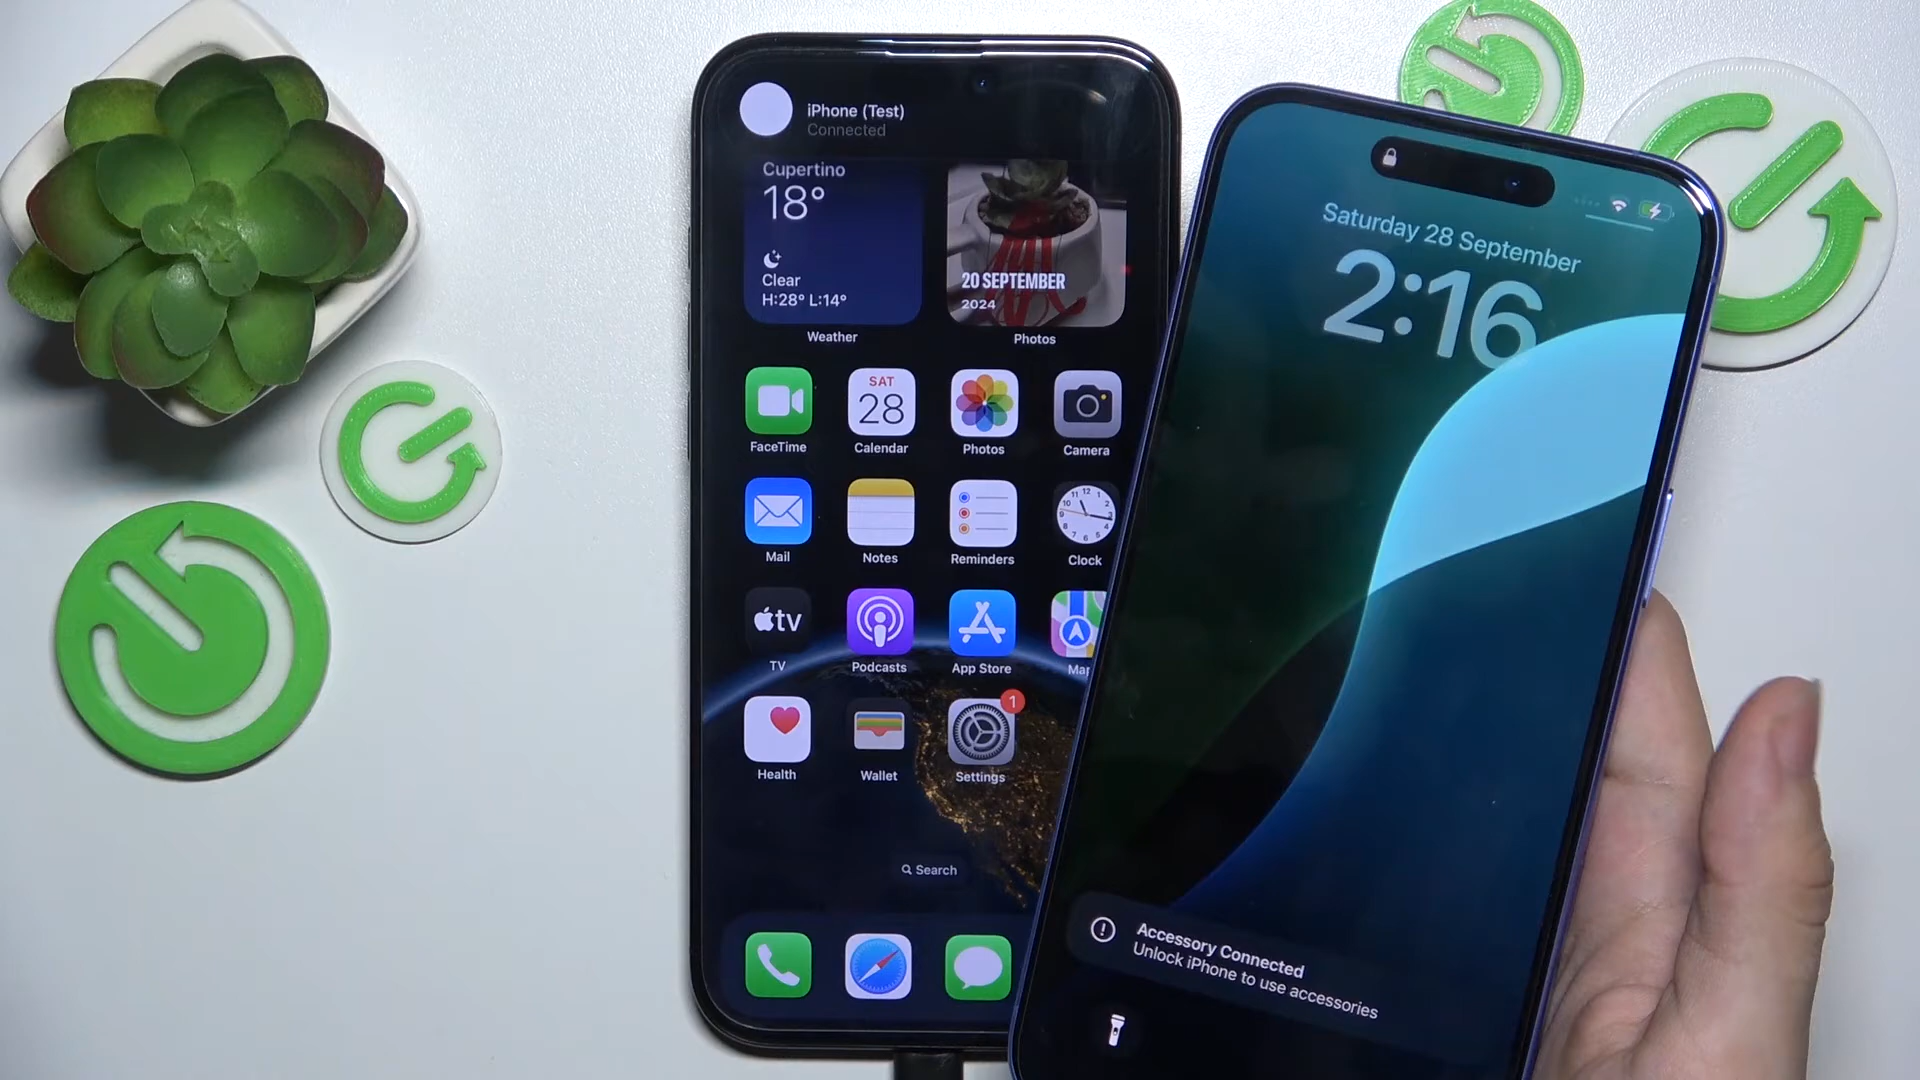 iPhone (Test)
Connected
Cupertino
18°
Clear
H:28° L:14°
Weather
20 SEPTEMBER
2024
Photos
FaceTime
SAT
28
Calendar
Photos
Camera
Mail
Notes
Reminders
Clock
tv
TV
Podcasts
App Store
Map
Health
Wallet
1
Settings
Search
Saturday 28 September
2:16
Accessory Connected
Unlock iPhone to use accessories